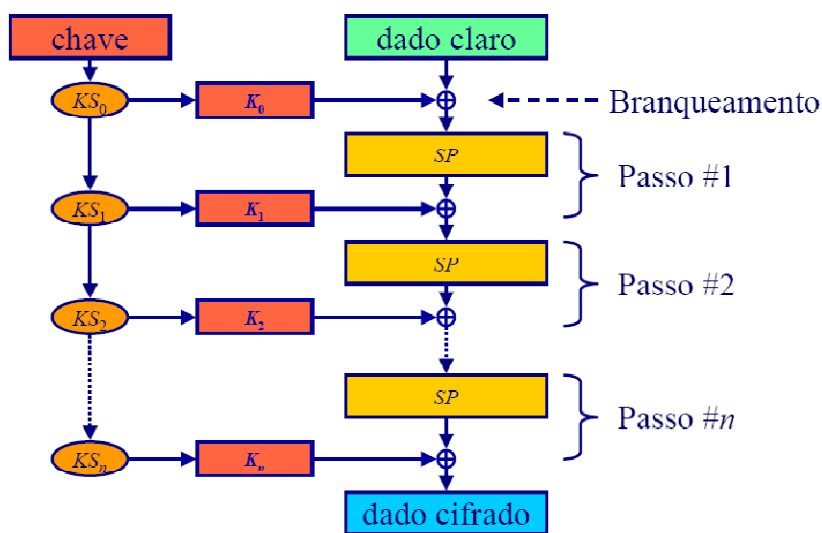 chave
dado claro
KS₀
K₀
Branqueamento
SP
Passo #1
KS₁
K₁
SP
Passo #2
KS₂
K₂
SP
Passo #n
KSₙ
Kₙ
dado cifrado